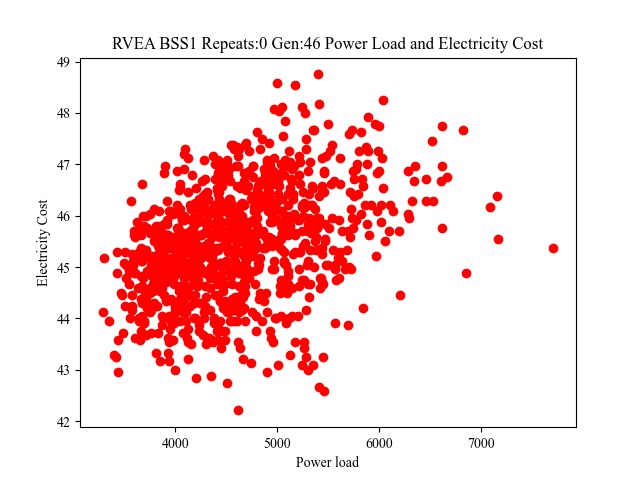 RVEA BSS1 Repeats:0 Gen:46 Power Load and Electricity Cost
49
48
47
46
45
44
43
42
Electricity Cost
4000 5000 6000 7000
Power load